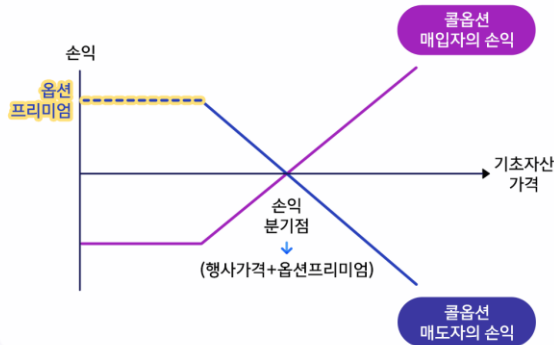 콜옵션
매입자의 손익
손익
옵션
프리미엄
기초자산
가격
손익
분기점
(행사가격+옵션프리미엄)
콜옵션
매도자의 손익